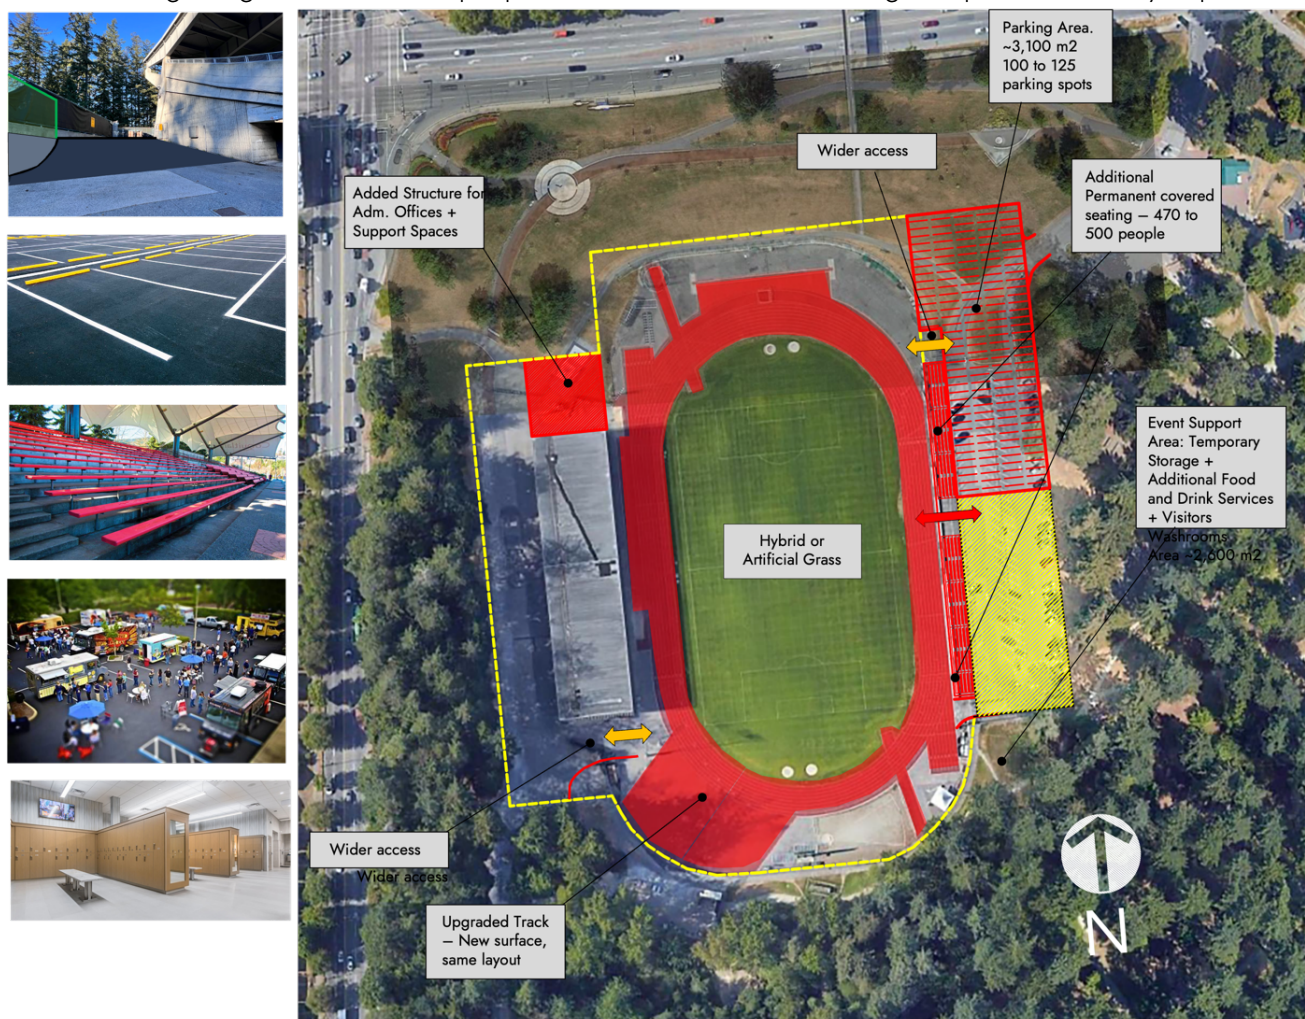 Parking Area.
~3,100 m2
100 to 125
parking spots
Wider access
Additional
Permanent covered
seating – 470 to
500 people
Added Structure for
Adm. Offices +
Support Spaces
Event Support
Area: Temporary
Storage +
Additional Food
and Drink Services
+ Visitors
Washrooms
Area ~2,600 m2
Hybrid or
Artificial Grass
Wider access
Wider access
Upgraded Track
– New surface,
same layout
N